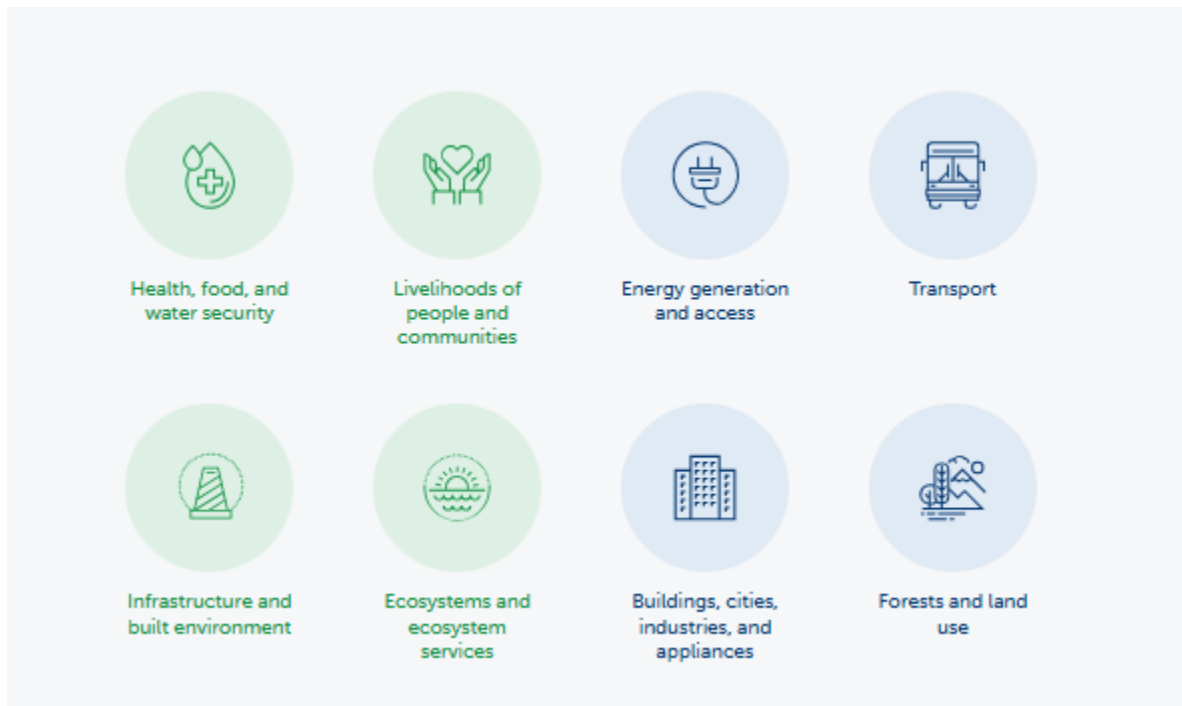 Health, food, and
water security
Livelihoods of
people and
communities
Energy generation
and access
Transport
Infrastructure and
built environment
Ecosystems and
ecosystem
services
Buildings, cities,
industries, and
appliances
Forests and land
use